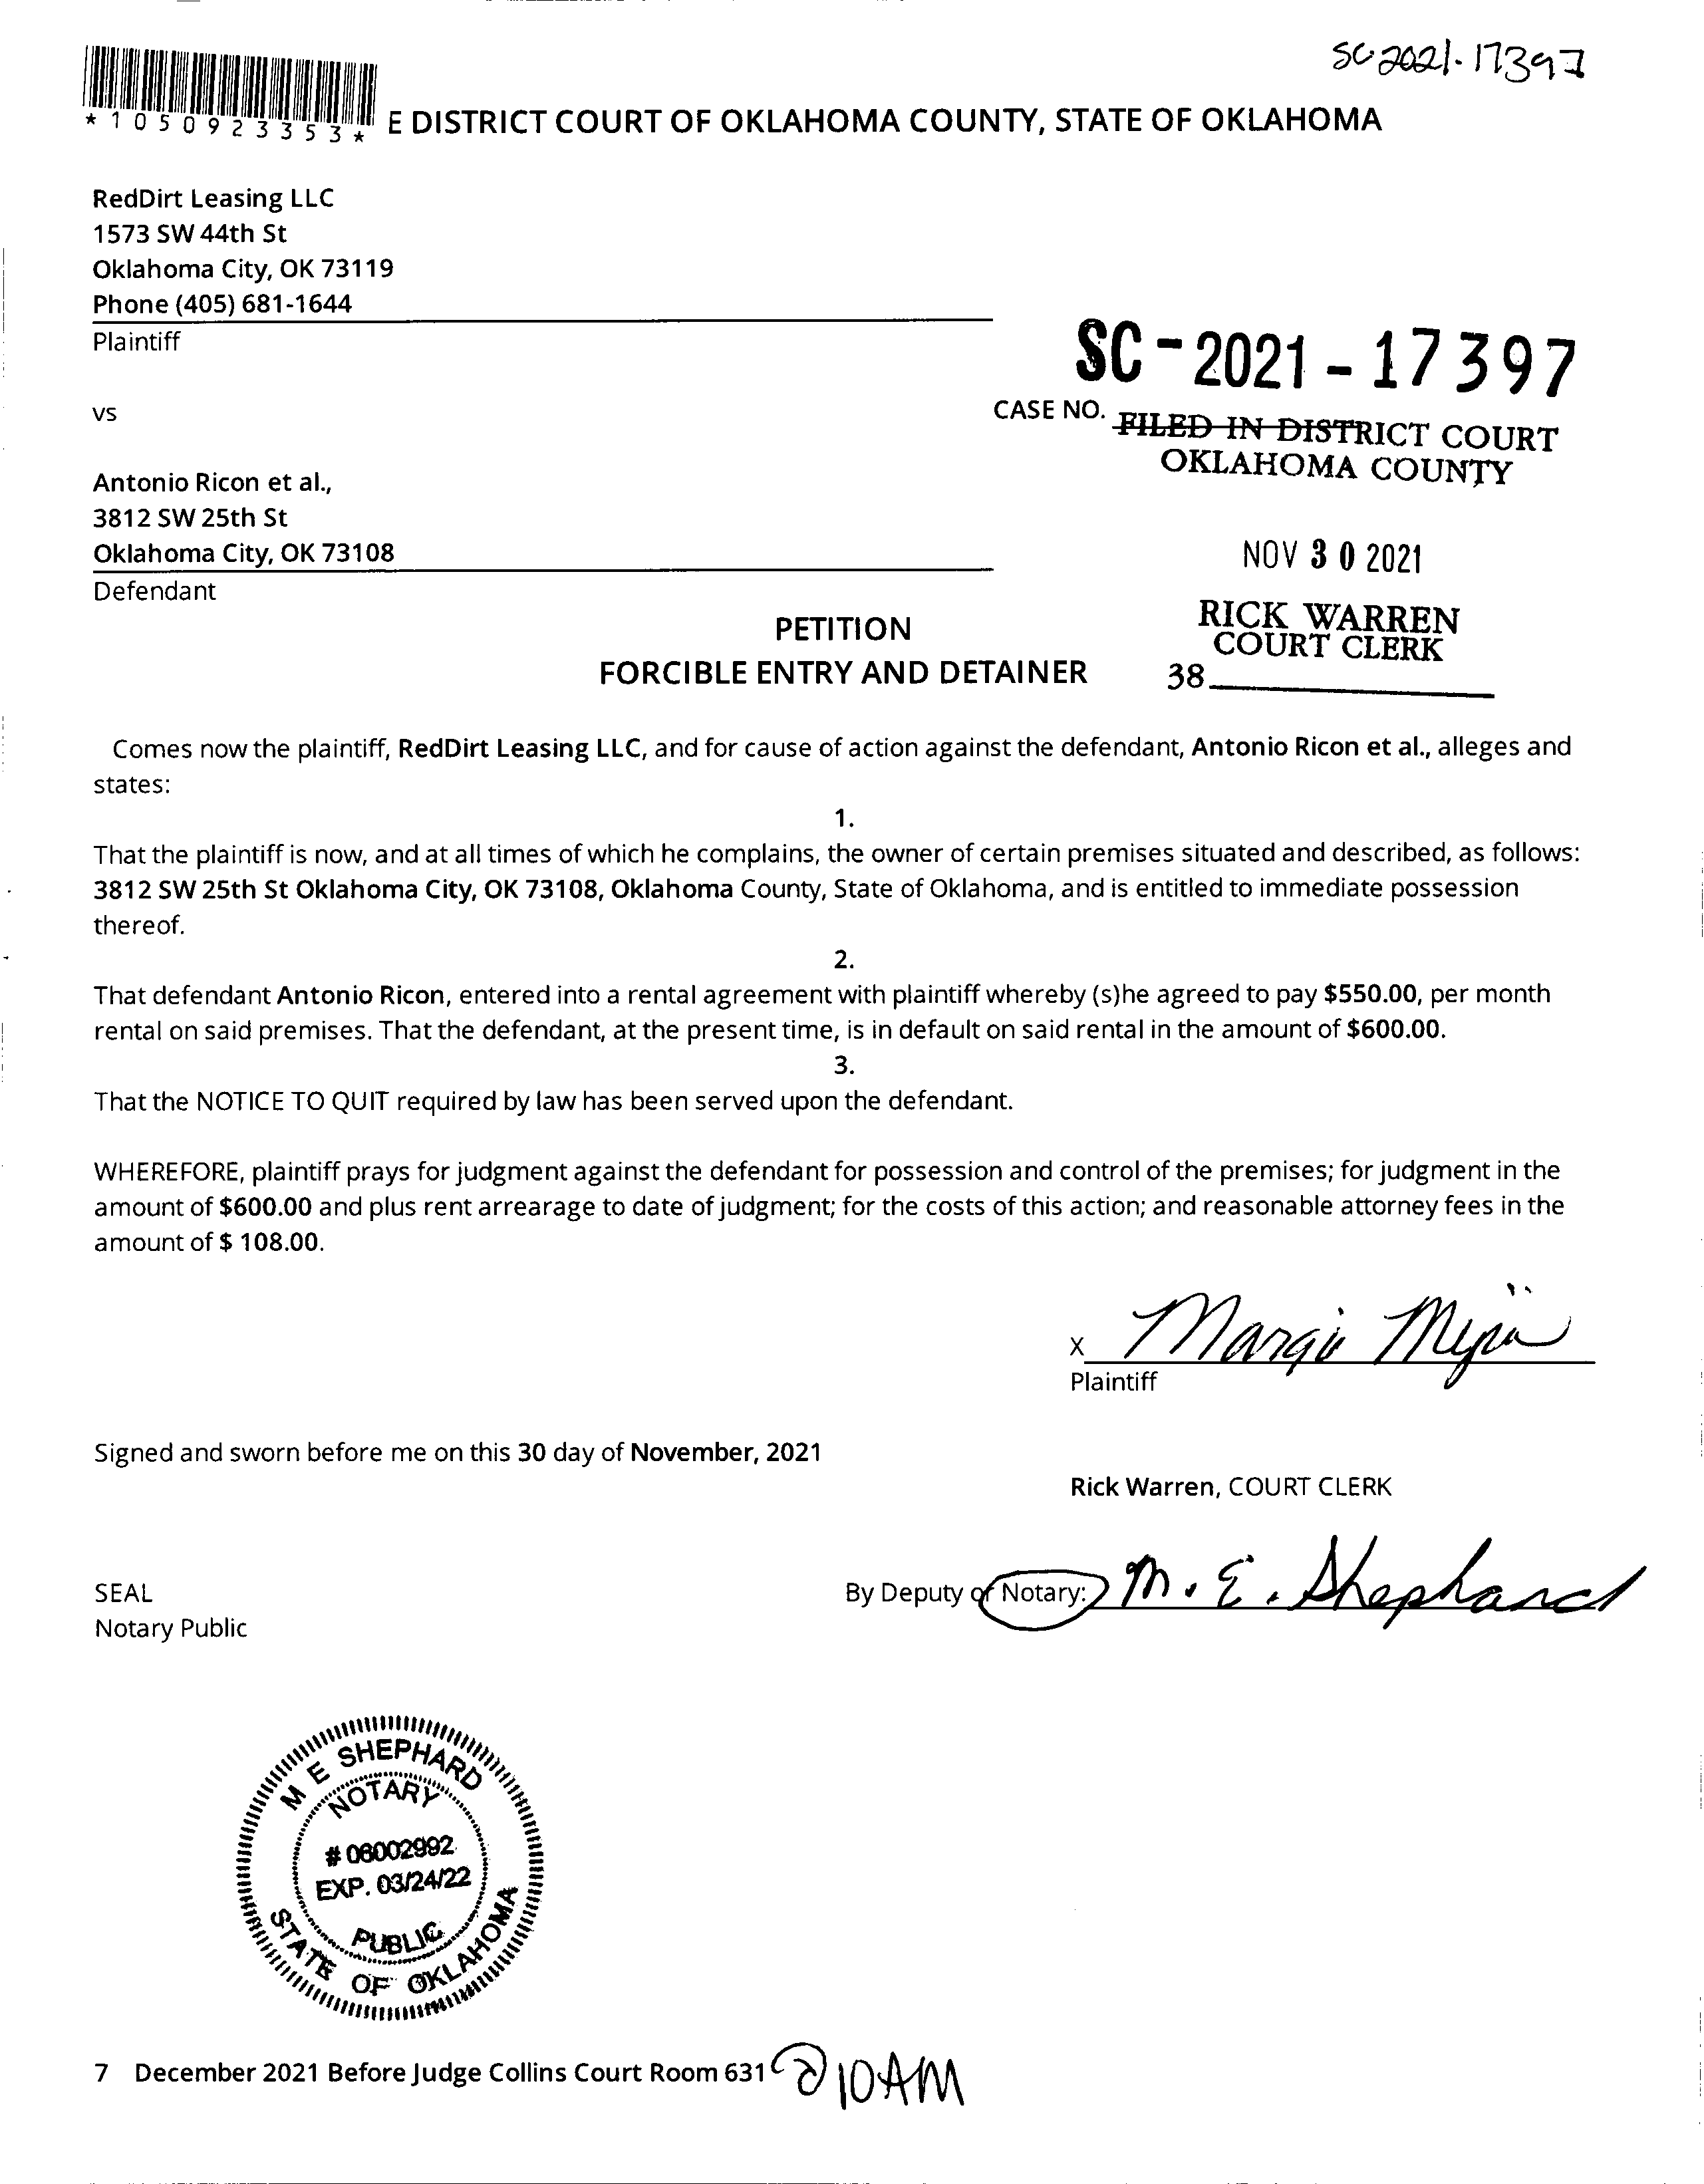 SC-2021-17397
*1050923353*
E DISTRICT COURT OF OKLAHOMA COUNTY, STATE OF OKLAHOMA
RedDirt Leasing LLC
1573 SW 44th St
Oklahoma City, OK 73119
Phone (405) 681-1644
Plaintiff
SC-2021-17397
vs
CASE NO.
FILED IN DISTRICT COURT
OKLAHOMA COUNTY
Antonio Ricon et al.,
3812 SW 25th St
Oklahoma City, OK 73108
Defendant
NOV 30 2021
RICK WARREN
COURT CLERK
38
PETITION
FORCIBLE ENTRY AND DETAINER
Comes now the plaintiff, RedDirt Leasing LLC, and for cause of action against the defendant, Antonio Ricon et al., alleges and
states:
1.
That the plaintiff is now, and at all times of which he complains, the owner of certain premises situated and described, as follows:
3812 SW 25th St Oklahoma City, OK 73108, Oklahoma County, State of Oklahoma, and is entitled to immediate possession
thereof.
2.
That defendant Antonio Ricon, entered into a rental agreement with plaintiff whereby (s)he agreed to pay $550.00, per month
rental on said premises. That the defendant, at the present time, is in default on said rental in the amount of $600.00.
3.
That the NOTICE TO QUIT required by law has been served upon the defendant.
WHEREFORE, plaintiff prays for judgment against the defendant for possession and control of the premises; for judgment in the
amount of $600.00 and plus rent arrearage to date of judgment; for the costs of this action; and reasonable attorney fees in the
amount of $ 108.00.
X
Plaintiff
Signed and sworn before me on this 30 day of November, 2021
Rick Warren, COURT CLERK
SEAL
Notary Public
By Deputy or Notary: M. E. Shephard
M E SHEPHARD
NOTARY
# 06002992
EXP. 03/24/22
PUBLIC
STATE OF OKLAHOMA
7 December 2021 Before Judge Collins Court Room 631 @ 10AM